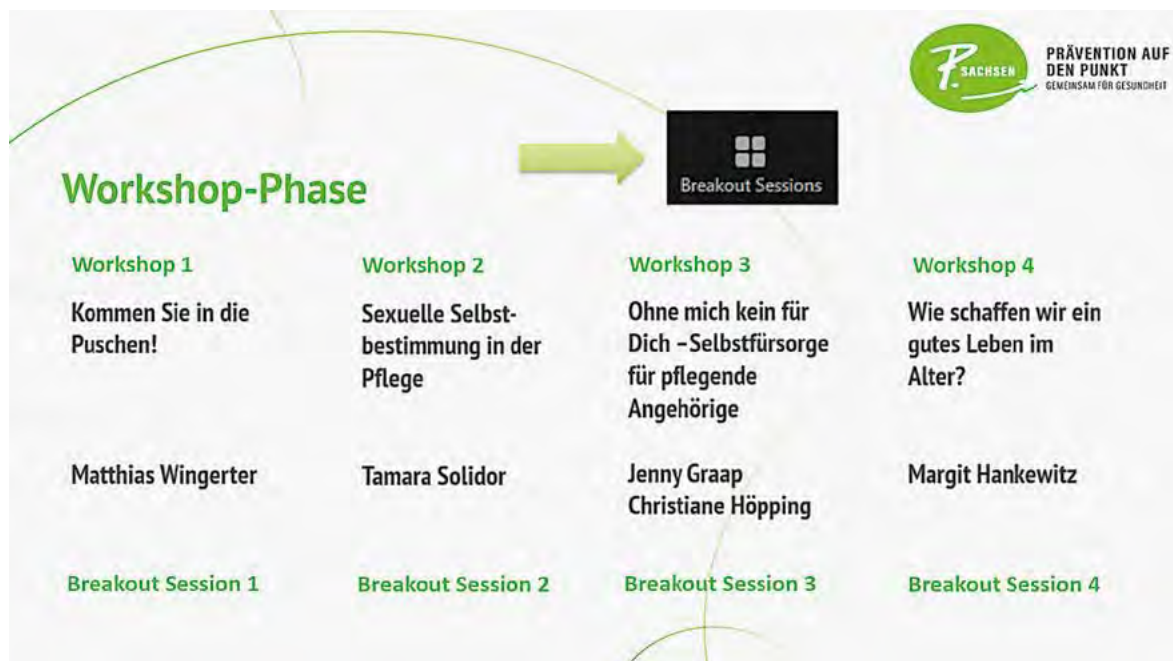 P. SACHSEN
PRÄVENTION AUF
DEN PUNKT
GEMEINSAM FÜR GESUNDHEIT
Breakout Sessions
Workshop-Phase
Workshop 1
Kommen Sie in die
Puschen!
Matthias Wingerter
Breakout Session 1
Workshop 2
Sexuelle Selbst-
bestimmung in der
Pflege
Tamara Solidor
Breakout Session 2
Workshop 3
Ohne mich kein für
Dich –Selbstfürsorge
für pflegende
Angehörige
Jenny Graap
Christiane Höpping
Breakout Session 3
Workshop 4
Wie schaffen wir ein
gutes Leben im
Alter?
Margit Hankewitz
Breakout Session 4